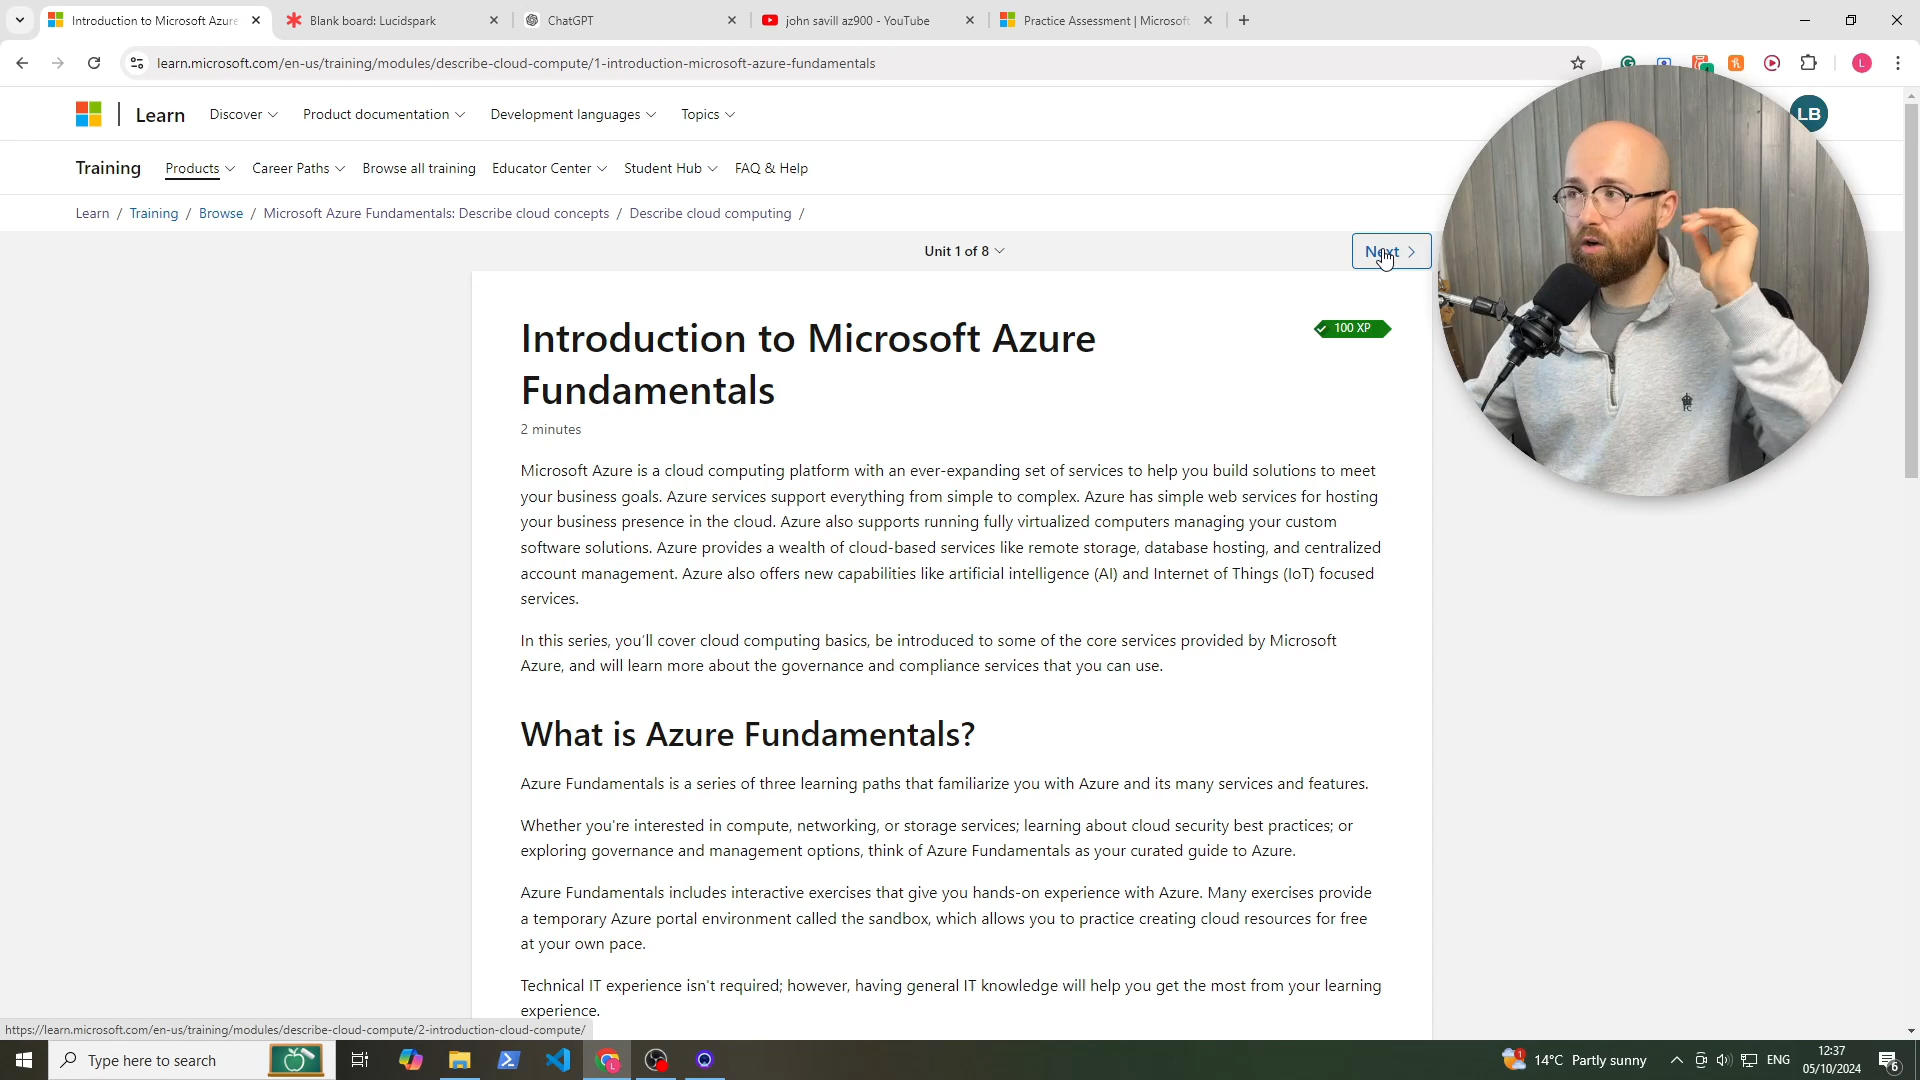 Introduction to Microsoft Azure
Blank board: Lucidspark
ChatGPT
john savill az900 - YouTube
Practice Assessment | Microsoft
learn.microsoft.com/en-us/training/modules/describe-cloud-compute/1-introduction-microsoft-azure-fundamentals
L
Learn
Discover
Product documentation
Development languages
Topics
LB
Training
Products
Career Paths
Browse all training
Educator Center
Student Hub
FAQ & Help
Learn / Training / Browse / Microsoft Azure Fundamentals: Describe cloud concepts / Describe cloud computing /
Unit 1 of 8
Next
Introduction to Microsoft Azure
Fundamentals
100 XP
2 minutes
Microsoft Azure is a cloud computing platform with an ever-expanding set of services to help you build solutions to meet
your business goals. Azure services support everything from simple to complex. Azure has simple web services for hosting
your business presence in the cloud. Azure also supports running fully virtualized computers managing your custom
software solutions. Azure provides a wealth of cloud-based services like remote storage, database hosting, and centralized
account management. Azure also offers new capabilities like artificial intelligence (AI) and Internet of Things (IoT) focused
services.
In this series, you'll cover cloud computing basics, be introduced to some of the core services provided by Microsoft
Azure, and will learn more about the governance and compliance services that you can use.
What is Azure Fundamentals?
Azure Fundamentals is a series of three learning paths that familiarize you with Azure and its many services and features.
Whether you're interested in compute, networking, or storage services; learning about cloud security best practices; or
exploring governance and management options, think of Azure Fundamentals as your curated guide to Azure.
Azure Fundamentals includes interactive exercises that give you hands-on experience with Azure. Many exercises provide
a temporary Azure portal environment called the sandbox, which allows you to practice creating cloud resources for free
at your own pace.
Technical IT experience isn't required; however, having general IT knowledge will help you get the most from your learning
experience.
https://learn.microsoft.com/en-us/training/modules/describe-cloud-compute/2-introduction-cloud-compute/
Type here to search
1
14°C Partly sunny
ENG
12:37
05/10/2024
6